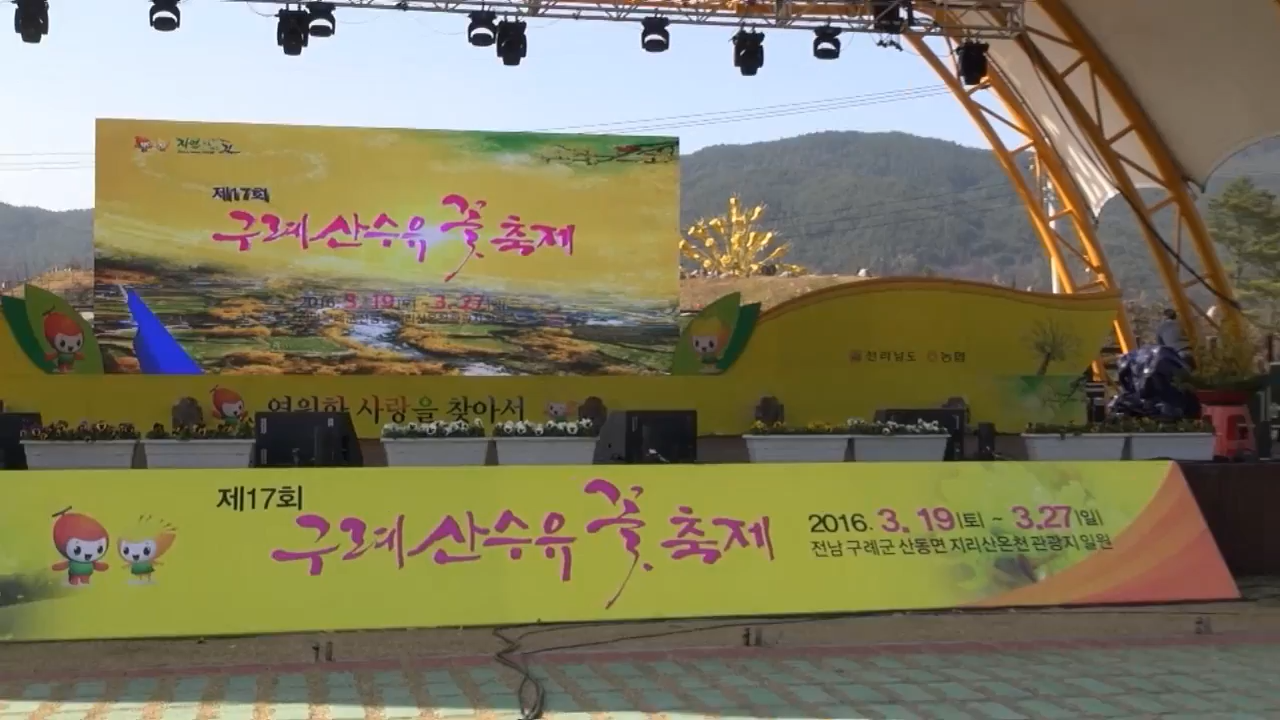 제17회
구례 산수유 꽃 축제
2016. 3. 19(토) - 3. 27(일)
전라남도 농협
영원한 사랑을 찾아서
제17회
구례 산수유 꽃 축제
2016. 3. 19(토) ~ 3.27(일)
전남 구례군 산동면 지리산온천 관광지 일원